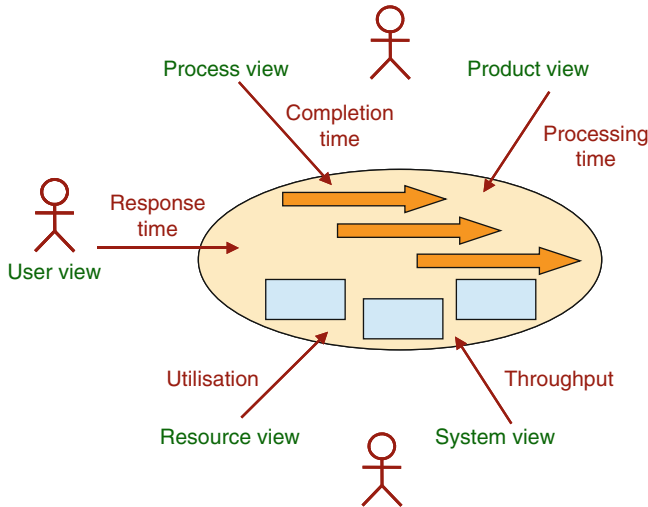 Process view
Product view
Completion
time
Processing
time
Response
time
User view
Utilisation
Throughput
Resource view
System view